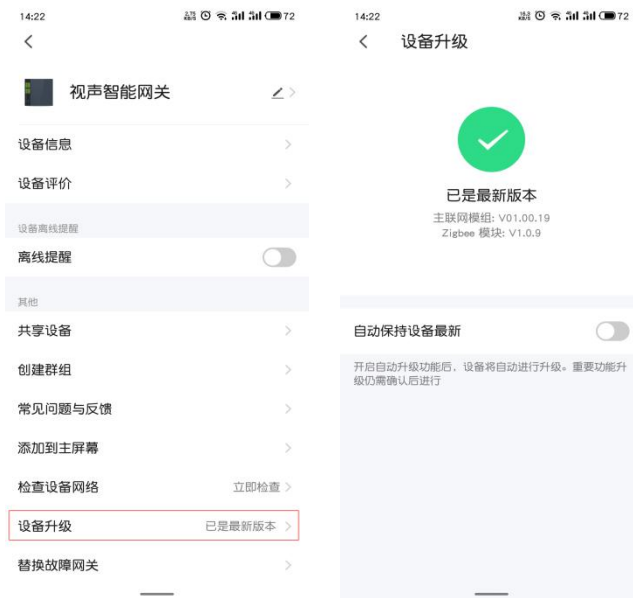 14:22
72
视声智能网关
设备信息
设备评价
设备离线提醒
离线提醒
其他
共享设备
创建群组
常见问题与反馈
添加到主屏幕
检查设备网络 立即检查
设备升级 已是最新版本
替换故障网关
14:22
72
设备升级
已是最新版本
主联网模组: V01.00.19
Zigbee 模块: V1.0.9
自动保持设备最新
开启自动升级功能后，设备将自动进行升级。重要功能升
级仍需确认后进行